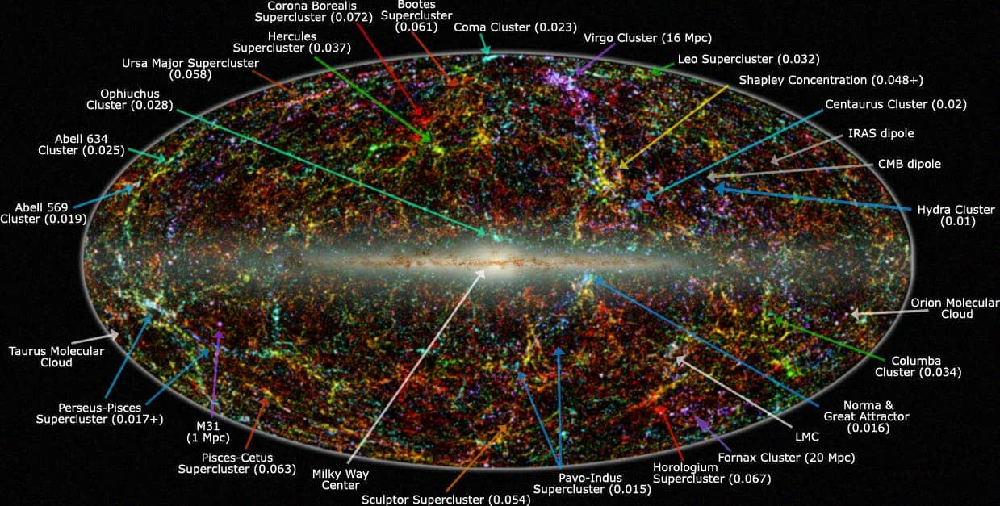 Corona Borealis
Supercluster (0.072)
Bootes
Supercluster
(0.061)
Coma Cluster (0.023)
Virgo Cluster (16 Mpc)
Hercules
Supercluster (0.037)
Leo Supercluster (0.032)
Ursa Major Supercluster
(0.058)
Shapley Concentration (0.048+)
Ophiuchus
Cluster (0.028)
Centaurus Cluster (0.02)
Abell 634
Cluster (0.025)
IRAS dipole
CMB dipole
Abell 569
Cluster (0.019)
Hydra Cluster
(0.01)
Orion Molecular
Cloud
Taurus Molecular
Cloud
Columba
Cluster (0.034)
Perseus-Pisces
Supercluster (0.017+)
Norma &
Great Attractor
(0.016)
M31
(1 Mpc)
LMC
Pisces-Cetus
Supercluster (0.063)
Fornax Cluster (20 Mpc)
Milky Way
Center
Horologium
Supercluster (0.067)
Pavo-Indus
Supercluster (0.015)
Sculptor Supercluster (0.054)